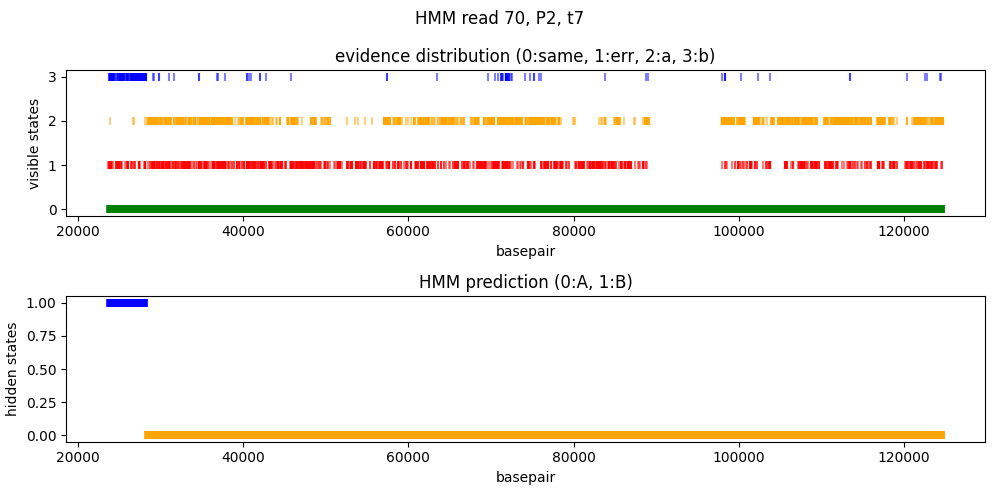 HMM read 70, P2, t7
evidence distribution (0:same, 1:err, 2:a, 3:b)
visible states
3
2
1
0
20000 40000 60000 80000 100000 120000
basepair
HMM prediction (0:A, 1:B)
hidden states
1.00
0.75
0.50
0.25
0.00
20000 40000 60000 80000 100000 120000
basepair